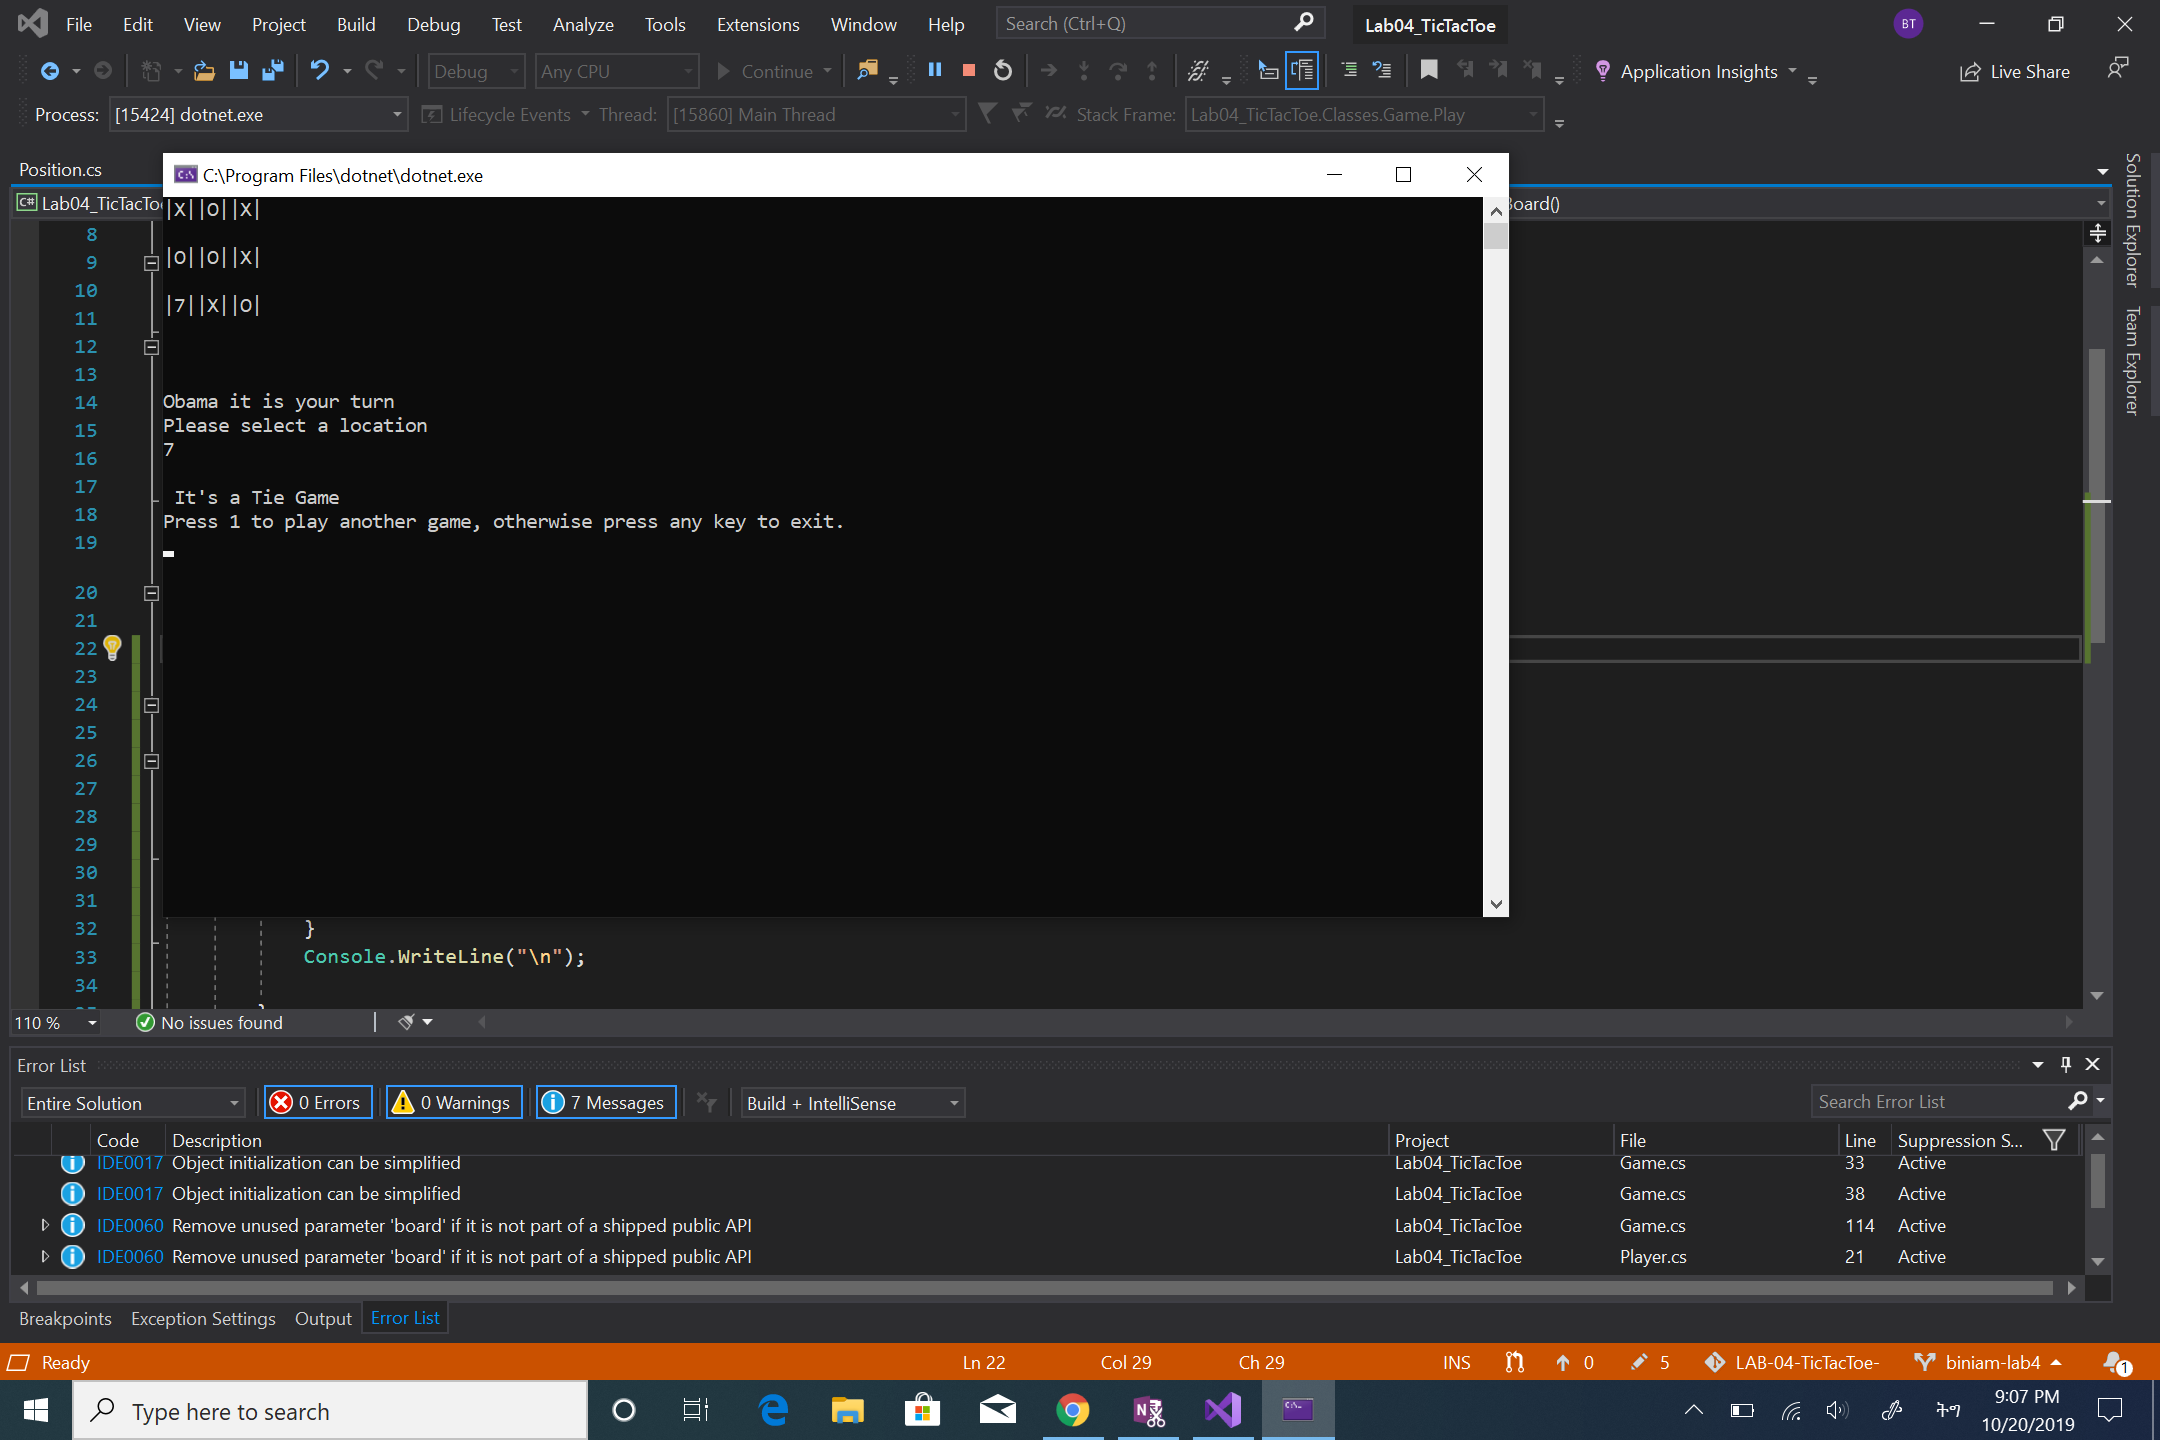 File Edit View Project Build Debug Test Analyze Tools Extensions Window Help Search (Ctrl+Q) Lab04_TicTacToe BT
Debug Any CPU Continue Application Insights Live Share
Process: [15424] dotnet.exe Lifecycle Events Thread: [15860] Main Thread Stack Frame: Lab04_TicTacToe.Classes.Game.Play
Position.cs
C:\Program Files\dotnet\dotnet.exe
C# Lab04_TicTacToe oard()
|X||O||X|
|O||O||X|
|7||X||O|
Obama it is your turn
Please select a location
7
It's a Tie Game
Press 1 to play another game, otherwise press any key to exit.
8
9
10
11
12
13
14
15
16
17
18
19
20
21
22
23
24
25
26
27
28
29
30
31
32 }
33 Console.WriteLine("\n");
34
Solution Explorer
Team Explorer
110 % No issues found
Error List
Entire Solution 0 Errors 0 Warnings 7 Messages Build + IntelliSense Search Error List
Code Description Project File Line Suppression S...
IDE0017 Object initialization can be simplified Lab04_TicTacToe Game.cs 33 Active
IDE0017 Object initialization can be simplified Lab04_TicTacToe Game.cs 38 Active
IDE0060 Remove unused parameter 'board' if it is not part of a shipped public API Lab04_TicTacToe Game.cs 114 Active
IDE0060 Remove unused parameter 'board' if it is not part of a shipped public API Lab04_TicTacToe Player.cs 21 Active
Breakpoints Exception Settings Output Error List
Ready Ln 22 Col 29 Ch 29 INS 0 5 LAB-04-TicTacToe- biniam-lab4 1
Type here to search ትግ 9:07 PM
10/20/2019